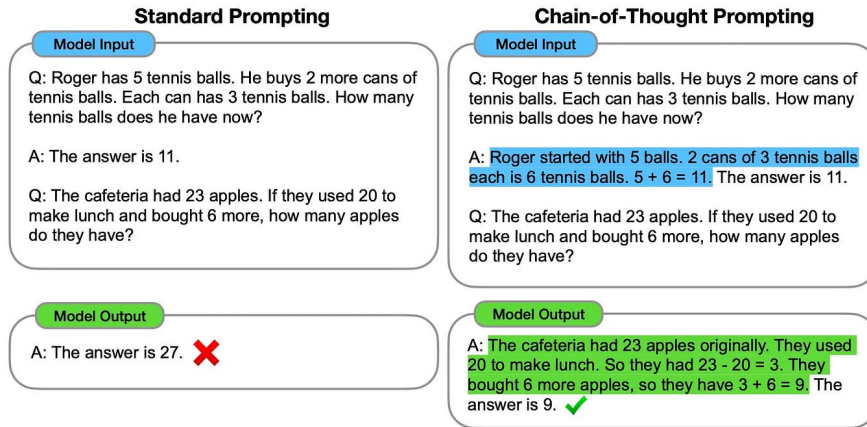 Standard Prompting
Model Input
Q: Roger has 5 tennis balls. He buys 2 more cans of
tennis balls. Each can has 3 tennis balls. How many
tennis balls does he have now?
A: The answer is 11.
Q: The cafeteria had 23 apples. If they used 20 to
make lunch and bought 6 more, how many apples
do they have?
Model Output
A: The answer is 27.
Chain-of-Thought Prompting
Model Input
Q: Roger has 5 tennis balls. He buys 2 more cans of
tennis balls. Each can has 3 tennis balls. How many
tennis balls does he have now?
A: Roger started with 5 balls. 2 cans of 3 tennis balls
each is 6 tennis balls. 5 + 6 = 11. The answer is 11.
Q: The cafeteria had 23 apples. If they used 20 to
make lunch and bought 6 more, how many apples
do they have?
Model Output
A: The cafeteria had 23 apples originally. They used
20 to make lunch. So they had 23 - 20 = 3. They
bought 6 more apples, so they have 3 + 6 = 9. The
answer is 9.